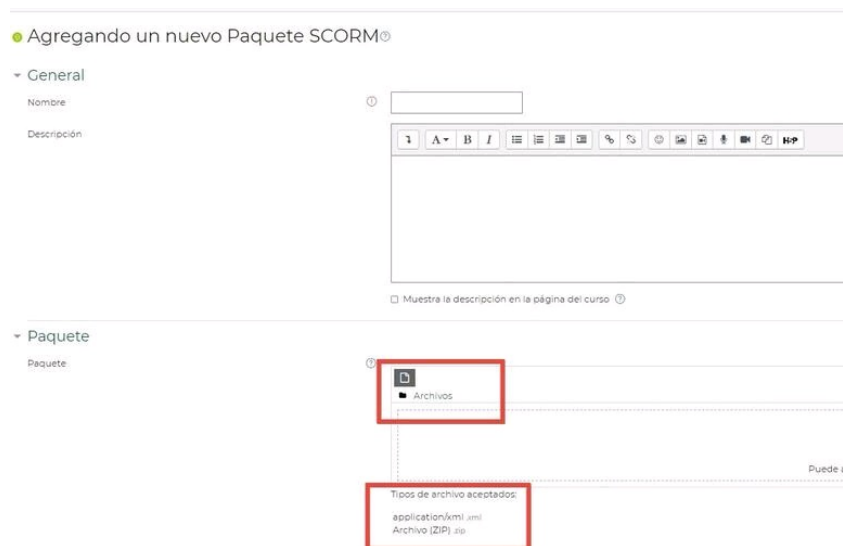 Agregando un nuevo Paquete SCORM
General
Nombre
Descripción
A B I H-P
Muestra la descripción en la página del curso
Paquete
Paquete
Archivos
Puede a
Tipos de archivo aceptados:
application/xml .xml
Archivo (ZIP) .zip